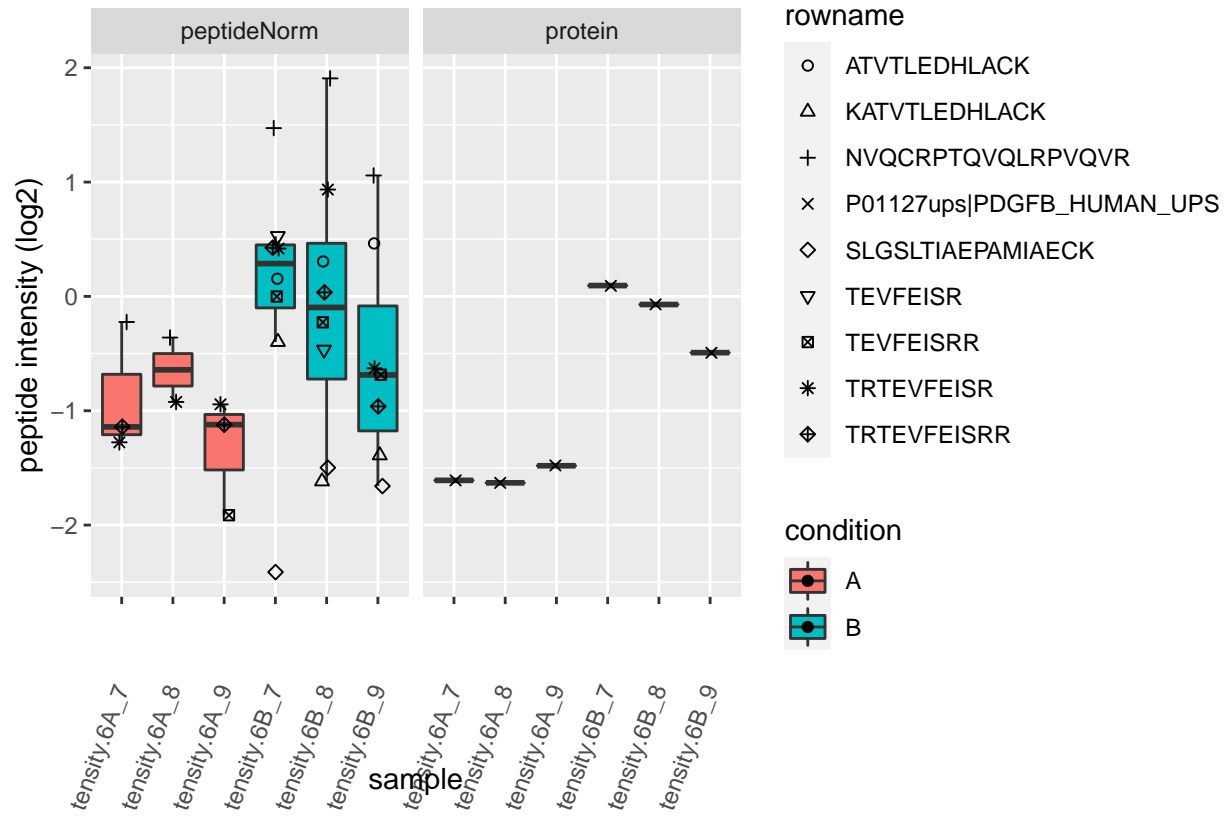 peptideNorm
protein
peptide intensity (log2)
2
1
0
−1
−2
tensity.6A_7
tensity.6A_8
tensity.6A_9
tensity.6B_7
tensity.6B_8
tensity.6B_9
tensity.6A_7
tensity.6A_8
tensity.6A_9
tensity.6B_7
tensity.6B_8
tensity.6B_9
sample
rowname
ATVTLEDHLACK
KATVTLEDHLACK
NVQCRPTQVQLRPVQVR
P01127ups|PDGFB_HUMAN_UPS
SLGSLTIAEPAMIAECK
TEVFEISR
TEVFEISRR
TRTEVFEISR
TRTEVFEISRR
condition
A
B